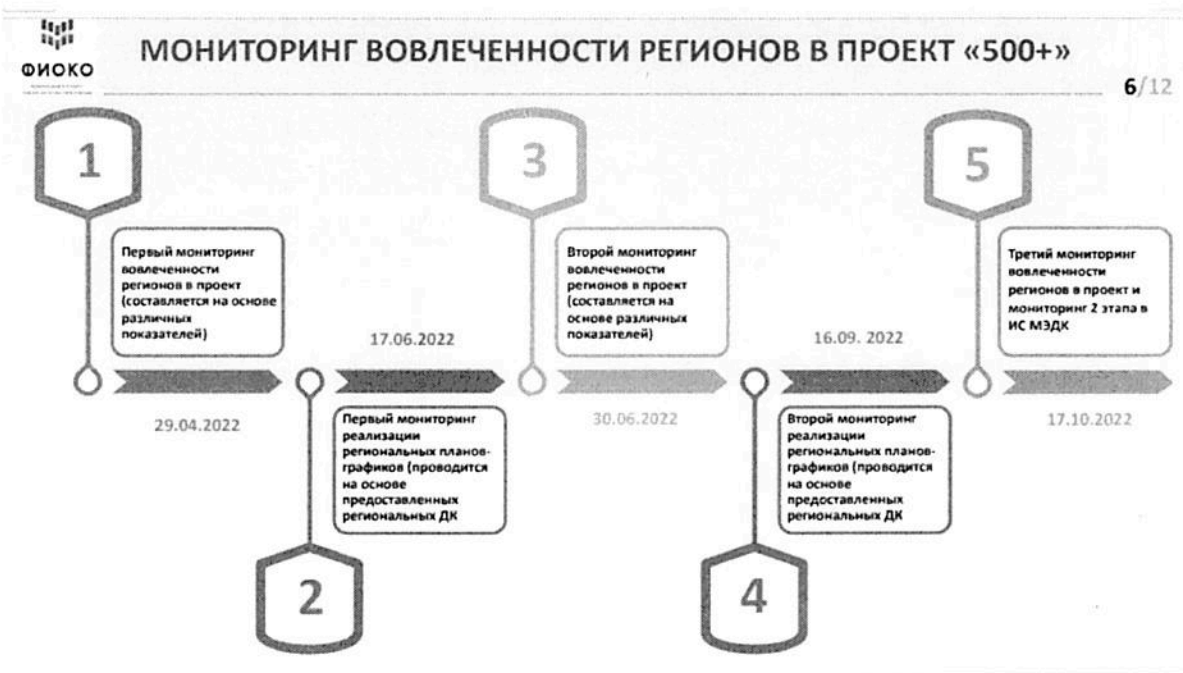 ФИОКО
МОНИТОРИНГ ВОВЛЕЧЕННОСТИ РЕГИОНОВ В ПРОЕКТ «500+»
6/12
1
Первый мониторинг
вовлеченности
регионов в проект
(составляется на основе
различных
показателей)
29.04.2022
2
17.06.2022
Первый мониторинг
реализации
региональных планов-
графиков (проводится
на основе
предоставленных
региональных ДК
3
Второй мониторинг
вовлеченности
регионов в проект
(составляется на
основе различных
показателей)
30.06.2022
4
16.09. 2022
Второй мониторинг
реализации
региональных планов-
графиков (проводится
на основе
предоставленных
региональных ДК
5
Третий мониторинг
вовлеченности
регионов в проект и
мониторинг 2 этапа в
ИС МЭДК
17.10.2022